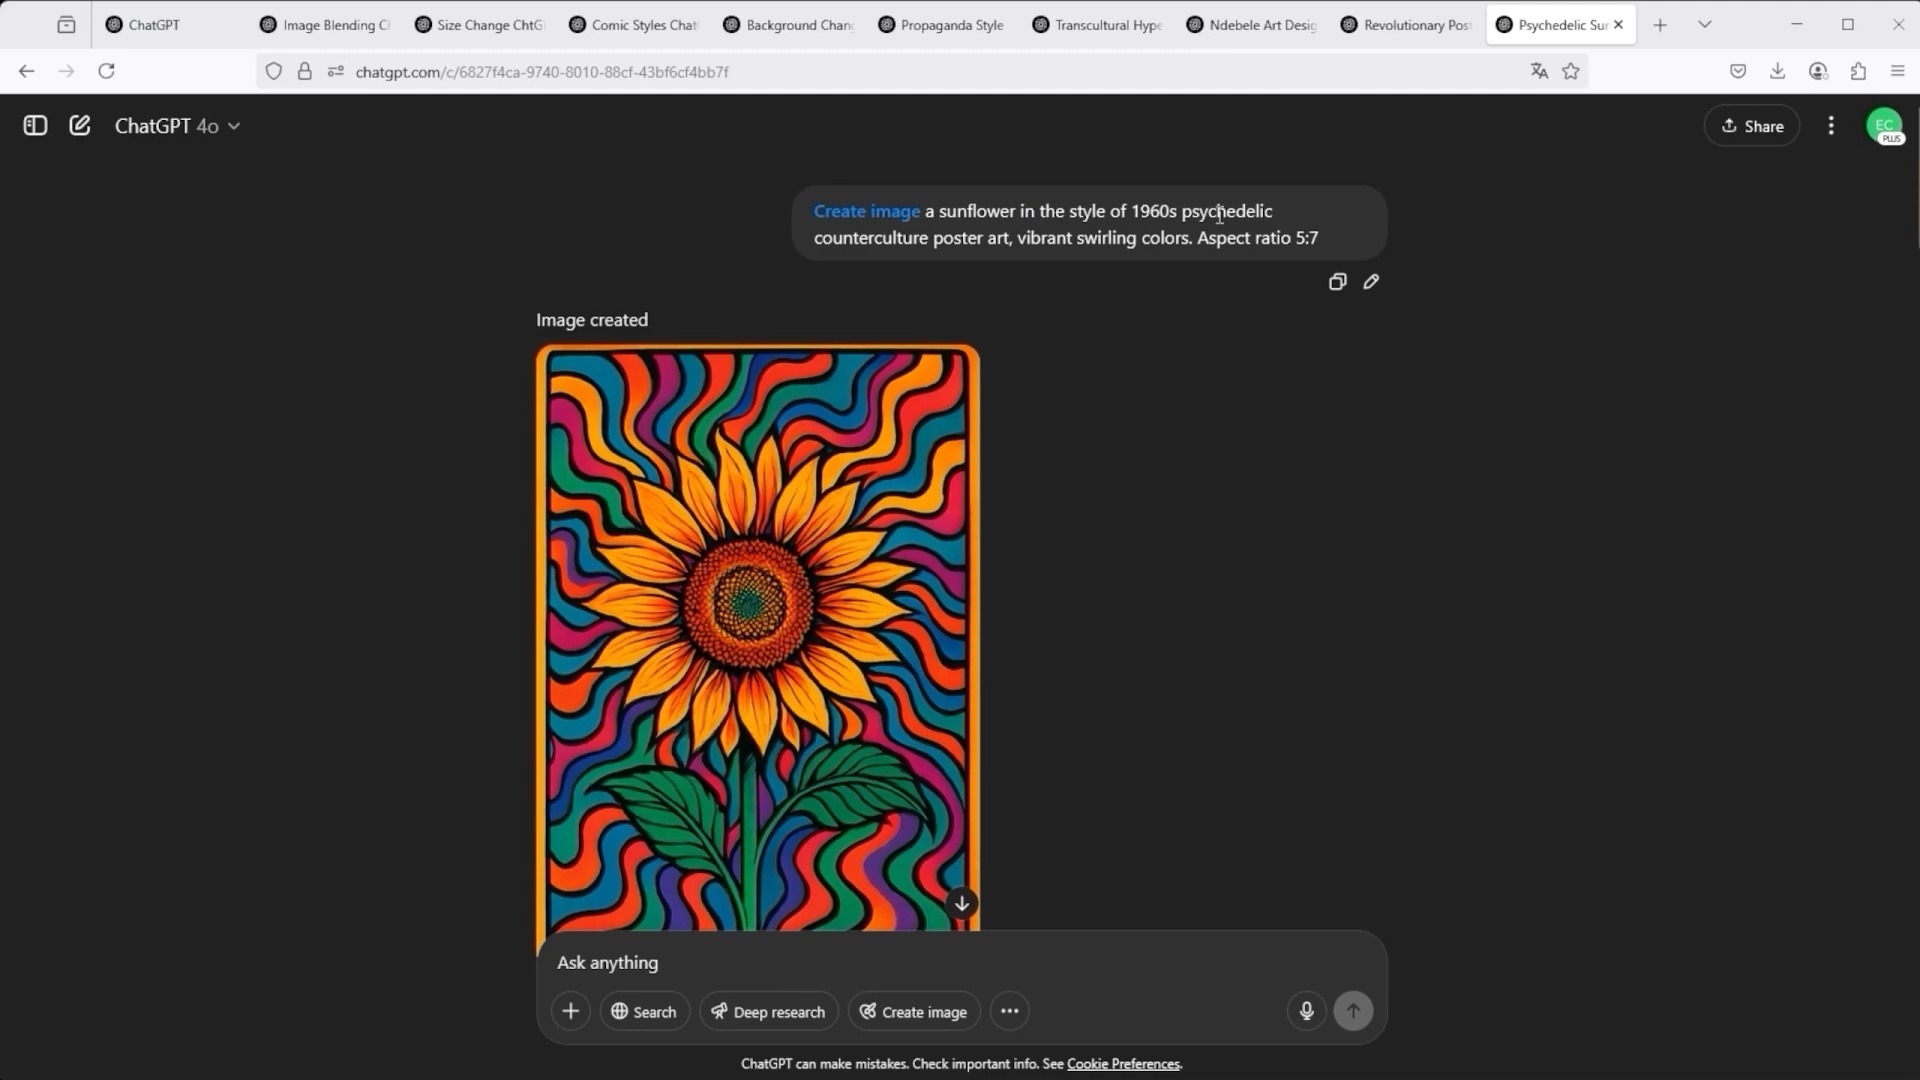 ChatGPT
Image Blending C
Size Change ChtG
Comic Styles Chat
Background Chang
Propaganda Style
Transcultural Hype
Ndebele Art Desig
Revolutionary Pos
Psychedelic Sur
chatgpt.com/c/6827f4ca-9740-8010-88cf-43bf6cf4bb7f
ChatGPT 4o
Share
EC
PLUS
Create image a sunflower in the style of 1960s psychedelic
counterculture poster art, vibrant swirling colors. Aspect ratio 5:7
Image created
Ask anything
Search
Deep research
Create image
ChatGPT can make mistakes. Check important info. See Cookie Preferences.